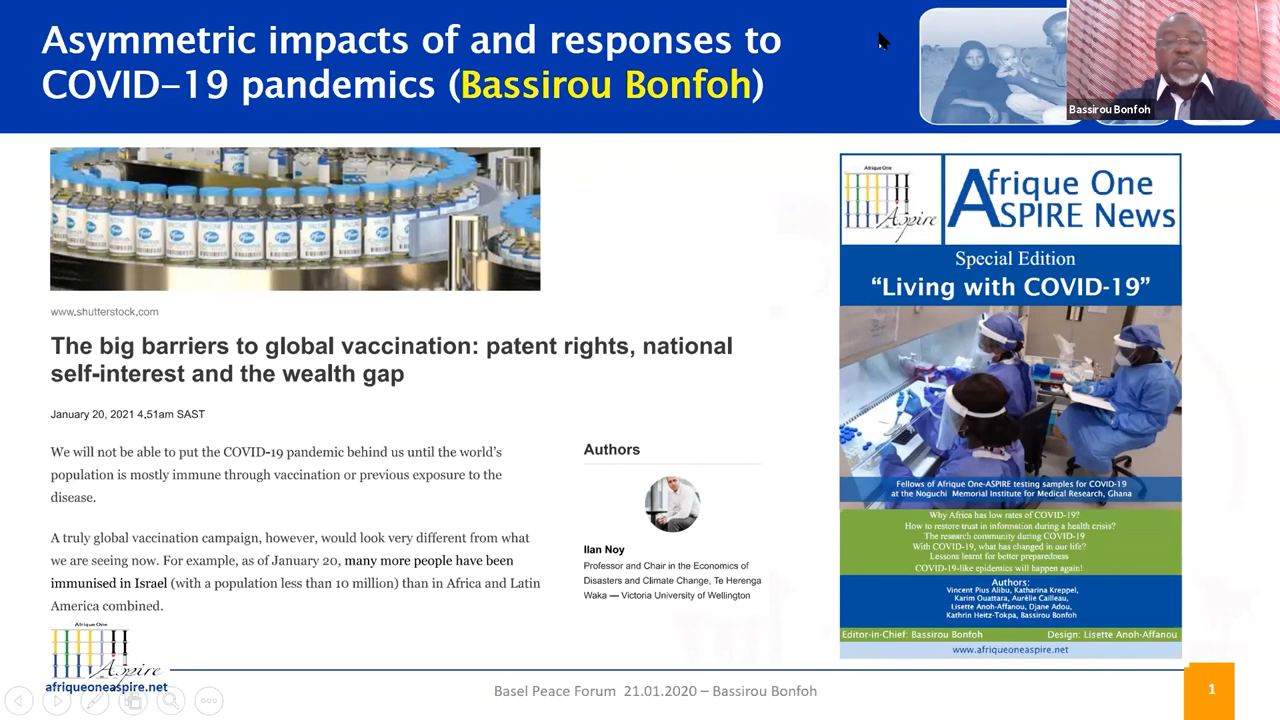 Asymmetric impacts of and responses to
COVID-19 pandemics (Bassirou Bonfoh)
Bassirou Bonfoh
www.shutterstock.com
The big barriers to global vaccination: patent rights, national
self-interest and the wealth gap
January 20, 2021 4,51am SAST
We will not be able to put the COVID-19 pandemic behind us until the world's
population is mostly immune through vaccination or previous exposure to the
disease.
A truly global vaccination campaign, however, would look very different from what
we are seeing now. For example, as of January 20, many more people have been
immunised in Israel (with a population less than 10 million) than in Africa and Latin
America combined.
Authors
Ilan Noy
Professor and Chair in the Economics of
Disasters and Climate Change, Te Herenga
Waka — Victoria University of Wellington
Afrique One
Aspire
Afrique One
ASPIRE News
Special Edition
“Living with COVID-19”
Fellows of Afrique One-ASPIRE testing samples for COVID-19
at the Noguchi Memorial Institute for Medical Research, Ghana
Why Africa has low rates of COVID-19?
How to restore trust in information during a health crisis?
The research community during COVID-19
With COVID-19, what has changed in our life?
Lessons learnt for better preparedness
COVID-19-like epidemics will happen again!
Authors:
Vincent Pius Alibu, Katharina Kreppel,
Karim Ouattara, Aurélie Cailleau,
Lisette Anoh-Affanou, Djane Adou,
Kathrin Heitz-Tokpa, Bassirou Bonfoh
Editor-in-Chief: Bassirou Bonfoh
Design: Lisette Anoh-Affanou
www.afriqueoneaspire.net
Afrique One
Aspire
afriqueoneaspire.net
Basel Peace Forum 21.01.2020 – Bassirou Bonfoh
1